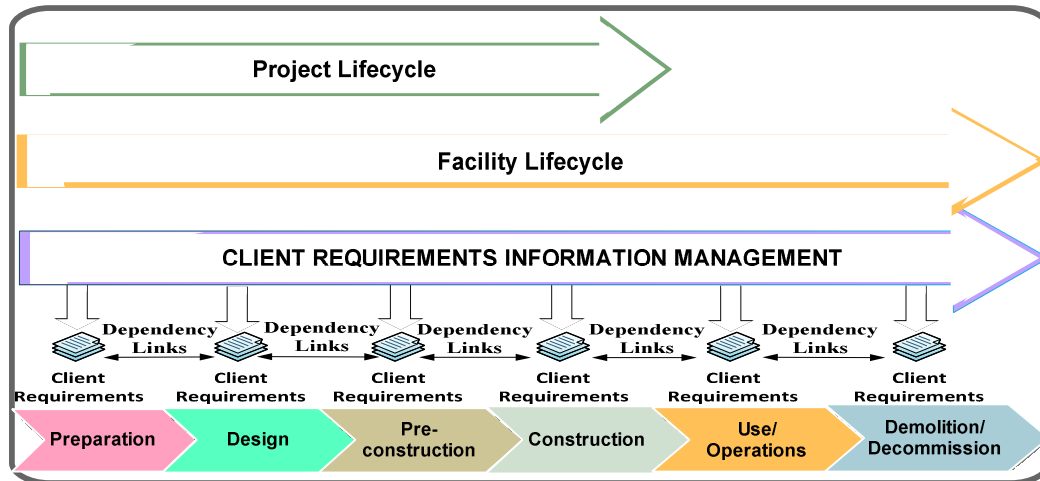 Project Lifecycle
Facility Lifecycle
CLIENT REQUIREMENTS INFORMATION MANAGEMENT
Dependency
Links
Dependency
Links
Dependency
Links
Dependency
Links
Dependency
Links
Client
Requirements
Client
Requirements
Client
Requirements
Client
Requirements
Client
Requirements
Client
Requirements
Preparation
Design
Pre-
construction
Construction
Use/
Operations
Demolition/
Decommission